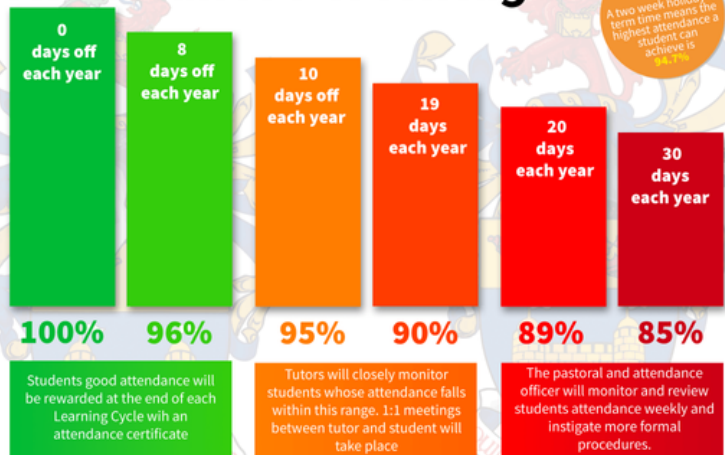 g
A two week holiday
term time means the
highest attendance a
student can
achieve is
94.7%
0
days off
each year
8
days off
each year
10
days off
each year
19
days
each year
20
days
each year
30
days
each year
100%
96%
95%
90%
89%
85%
Students good attendance will
be rewarded at the end of each
Learning Cycle wih an
attendance certificate
Tutors will closely monitor
students whose attendance falls
within this range. 1:1 meetings
between tutor and student will
take place
The pastoral and attendance
officer will monitor and review
students attendance weekly and
instigate more formal
procedures.